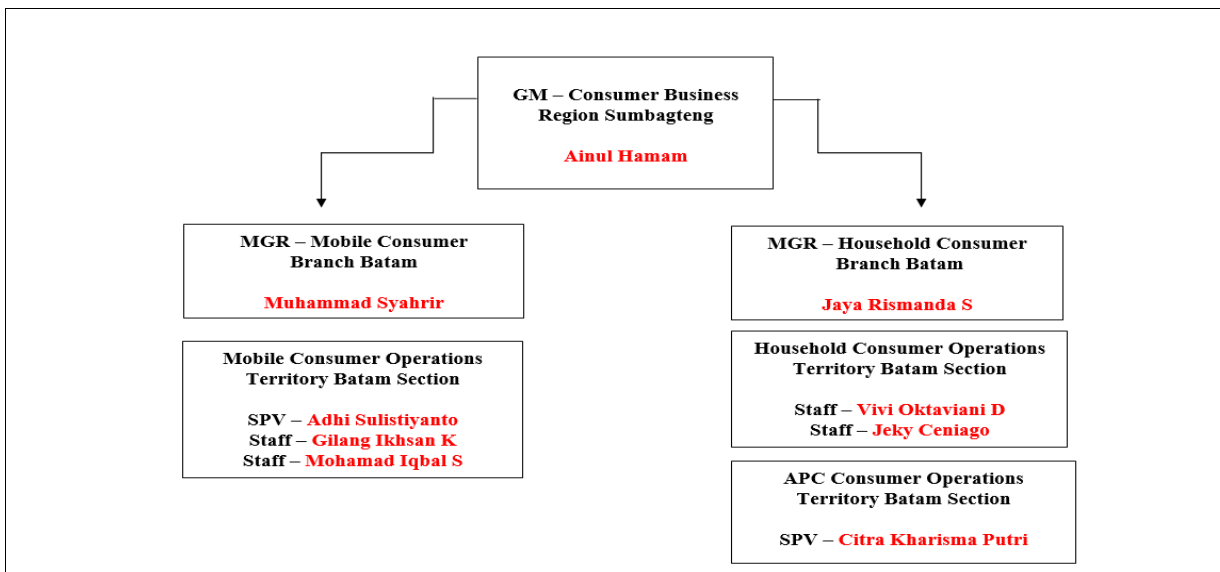 GM – Consumer Business
Region Sumbagteng
Ainul Hamam
MGR – Mobile Consumer
Branch Batam
Muhammad Syahrir
Mobile Consumer Operations
Territory Batam Section
SPV – Adhi Sulistiyanto
Staff – Gilang Ikhsan K
Staff – Mohamad Iqbal S
MGR – Household Consumer
Branch Batam
Jaya Rismanda S
Household Consumer Operations
Territory Batam Section
Staff – Vivi Oktaviani D
Staff – Jeky Ceniago
APC Consumer Operations
Territory Batam Section
SPV – Citra Kharisma Putri